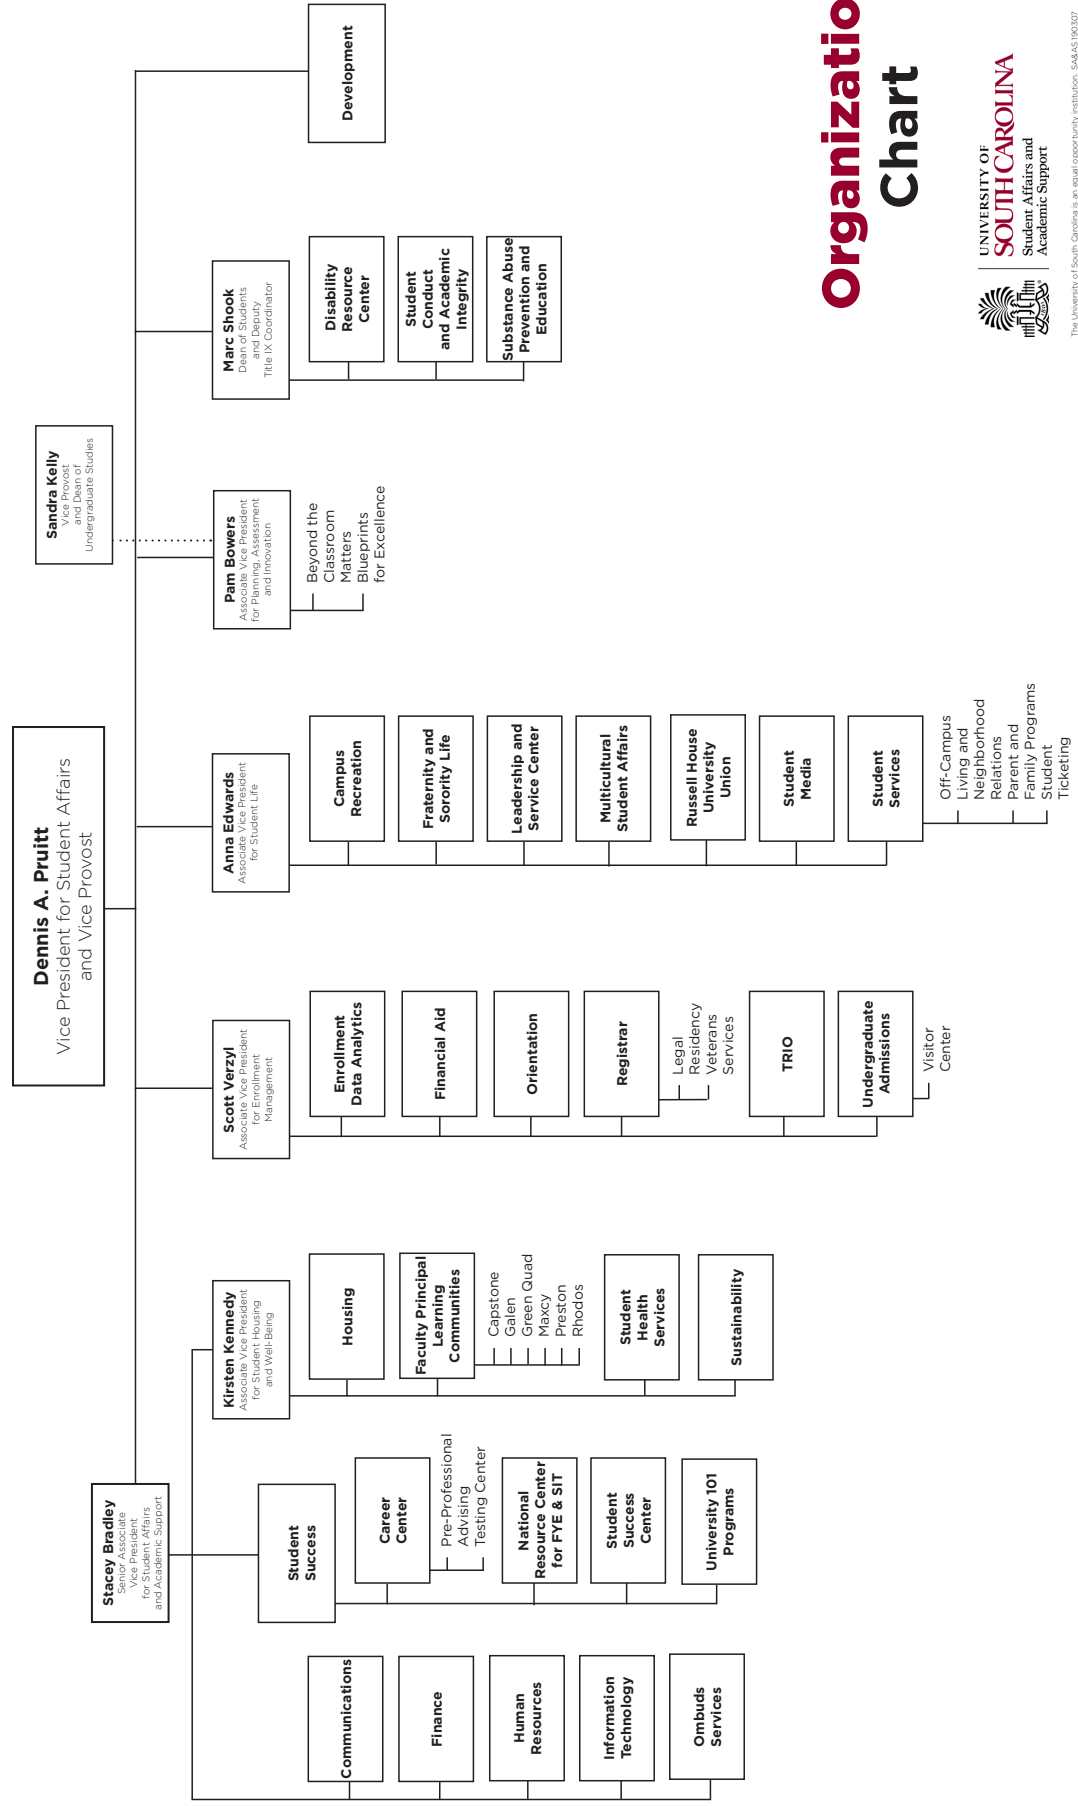 Dennis A. Pruitt
Vice President for Student Affairs
and Vice Provost
Sandra Kelly
Vice Provost
and Dean of
Undergraduate Studies
Stacey Bradley
Senior Associate
Vice President
for Student Affairs
and Academic Support
Communications
Finance
Human
Resources
Information
Technology
Ombuds
Services
Student
Success
Career
Center
Pre-Professional
Advising
Testing Center
National
Resource Center
for FYE & SIT
Student
Success
Center
University 101
Programs
Kirsten Kennedy
Associate Vice President
for Student Housing
and Well-Being
Housing
Faculty Principal
Learning
Communities
Capstone
Galen
Green Quad
Maxcy
Preston
Rhodos
Student
Health
Services
Sustainability
Scott Verzyl
Associate Vice President
for Enrollment
Management
Enrollment
Data Analytics
Financial Aid
Orientation
Registrar
Legal
Residency
Veterans
Services
TRIO
Undergraduate
Admissions
Visitor
Center
Anna Edwards
Associate Vice President
for Student Life
Campus
Recreation
Fraternity and
Sorority Life
Leadership and
Service Center
Multicultural
Student Affairs
Russell House
University
Union
Student
Media
Student
Services
Off-Campus
Living and
Neighborhood
Relations
Parent and
Family Programs
Student
Ticketing
Pam Bowers
Associate Vice President
for Planning, Assessment
and Innovation
Beyond the
Classroom
Matters
Blueprints
for Excellence
Marc Shook
Dean of Students
and Deputy
Title IX Coordinator
Disability
Resource
Center
Student
Conduct
and Academic
Integrity
Substance Abuse
Prevention and
Education
Development
Organizatio
Chart
UNIVERSITY OF
SOUTH CAROLINA
Student Affairs and
Academic Support
The University of South Carolina is an equal opportunity institution. SA&AS 190307